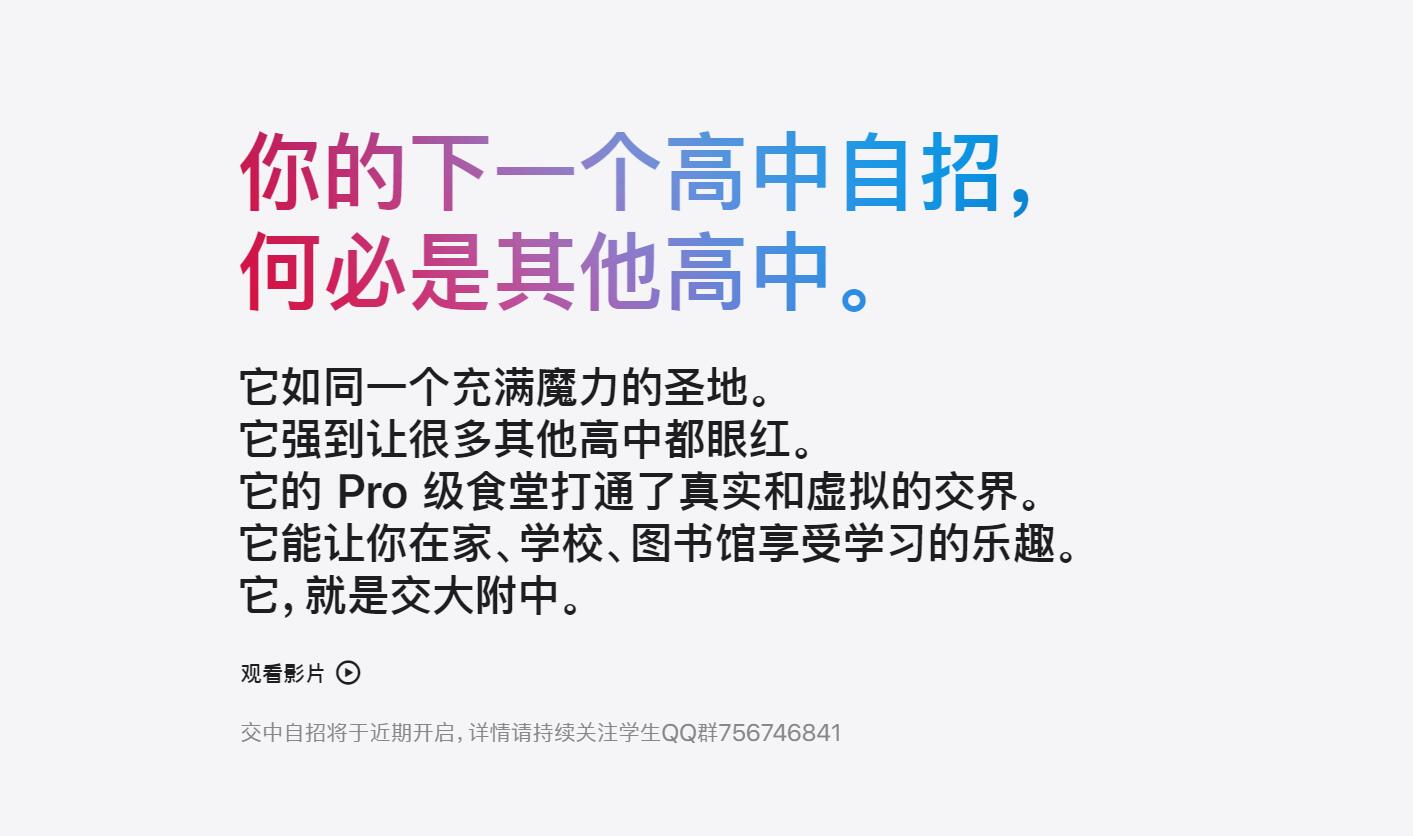 你的下一个高中自招，
何必是其他高中。
它如同一个充满魔力的圣地。
它强到让很多其他高中都眼红。
它的 Pro 级食堂打通了真实和虚拟的交界。
它能让你在家、学校、图书馆享受学习的乐趣。
它，就是交大附中。
观看影片
交中自招将于近期开启，详情请持续关注学生QQ群756746841